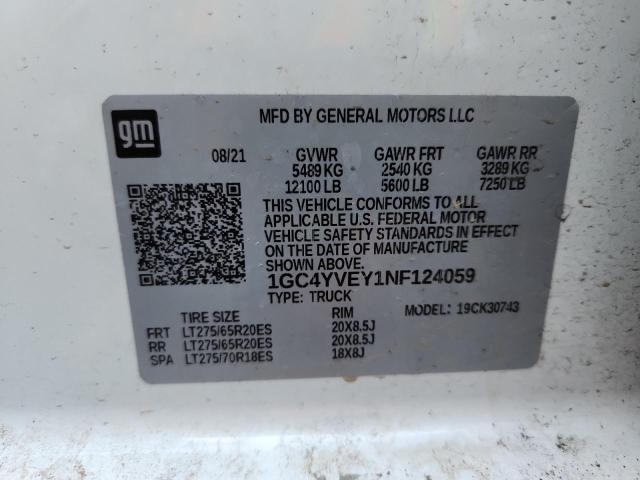 gm
MFD BY GENERAL MOTORS LLC
08/21 GVWR GAWR FRT GAWR RR
5489 KG 2540 KG 3289 KG
12100 LB 5600 LB 7250 LB
THIS VEHICLE CONFORMS TO ALL
APPLICABLE U.S. FEDERAL MOTOR
VEHICLE SAFETY STANDARDS IN EFFECT
ON THE DATE OF MANUFACTURE
SHOWN ABOVE.
1GC4YVEY1NF124059
TYPE: TRUCK MODEL: 19CK30743
TIRE SIZE RIM
FRT LT275/65R20ES 20X8.5J
RR LT275/65R20ES 20X8.5J
SPA LT275/70R18ES 18X8J